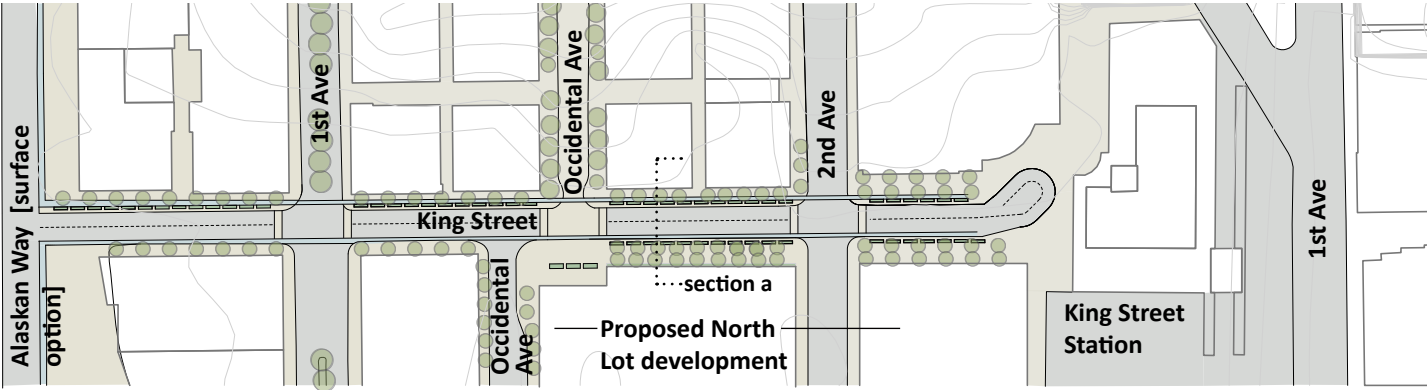 Alaskan Way [surface
option]
1st Ave
Occidental Ave
2nd Ave
1st Ave
King Street
Occidental
Ave
section a
Proposed North
Lot development
King Street
Station